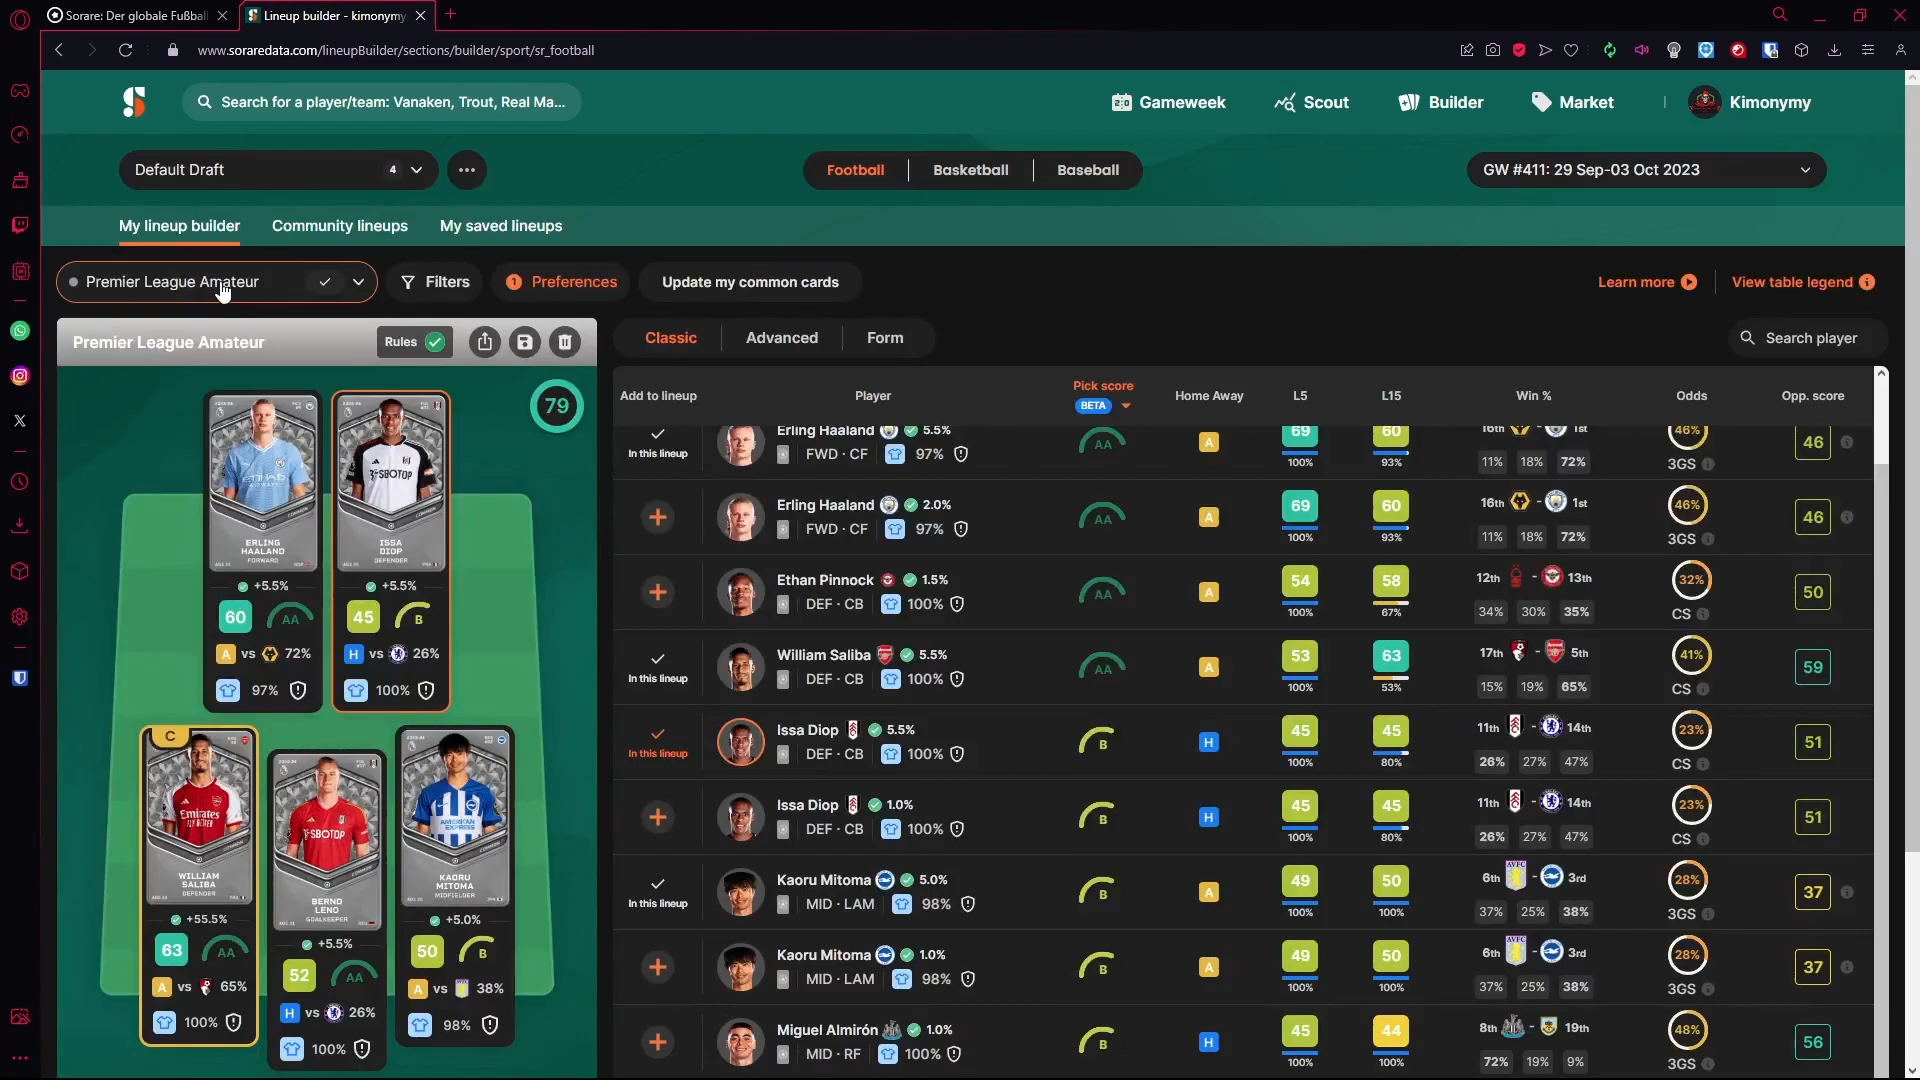 Sorare: Der globale Fußball
Lineup builder - kimonymy
www.soraredata.com/lineupBuilder/sections/builder/sport/sr_football
Search for a player/team: Vanaken, Trout, Real Ma...
Gameweek
Scout
Builder
Market
Kimonymy
Default Draft 4
Football
Basketball
Baseball
GW #411: 29 Sep-03 Oct 2023
My lineup builder
Community lineups
My saved lineups
Premier League Amateur
Filters
1 Preferences
Update my common cards
Learn more
View table legend
Premier League Amateur
Rules
79
ERLING
HAALAND
FORWARD
+5.5%
60 AA
A vs 72%
97%
ISSA
DIOP
DEFENDER
+5.5%
45 B
H vs 26%
100%
C
WILLIAM
SALIBA
DEFENDER
+55.5%
63 AA
A vs 65%
100%
BERND
LENO
GOALKEEPER
+5.5%
52 AA
H vs 26%
100%
KAORU
MITOMA
MIDFIELDER
+5.0%
50 B
A vs 38%
98%
Classic
Advanced
Form
Search player
Add to lineup
Player
Pick score
BETA
Home Away
L5
L15
Win %
Odds
Opp. score
In this lineup
Erling Haaland 5.5%
FWD · CF 97%
AA
A
69
100%
60
93%
16th - 1st
11% 18% 72%
46%
3GS
46
Erling Haaland 2.0%
FWD · CF 97%
AA
A
69
100%
60
93%
16th - 1st
11% 18% 72%
46%
3GS
46
Ethan Pinnock 1.5%
DEF · CB 100%
AA
A
54
100%
58
67%
12th - 13th
34% 30% 35%
32%
CS
50
In this lineup
William Saliba 5.5%
DEF · CB 100%
AA
A
53
100%
63
53%
17th - 5th
15% 19% 65%
41%
CS
59
In this lineup
Issa Diop 5.5%
DEF · CB 100%
B
H
45
100%
45
80%
11th - 14th
26% 27% 47%
23%
CS
51
Issa Diop 1.0%
DEF · CB 100%
B
H
45
100%
45
80%
11th - 14th
26% 27% 47%
23%
CS
51
In this lineup
Kaoru Mitoma 5.0%
MID · LAM 98%
B
A
49
100%
50
100%
6th - 3rd
37% 25% 38%
28%
3GS
37
Kaoru Mitoma 1.0%
MID · LAM 98%
B
A
49
100%
50
100%
6th - 3rd
37% 25% 38%
28%
3GS
37
Miguel Almirón 1.0%
MID · RF 100%
B
H
45
100%
44
100%
8th - 19th
72% 19% 9%
48%
3GS
56